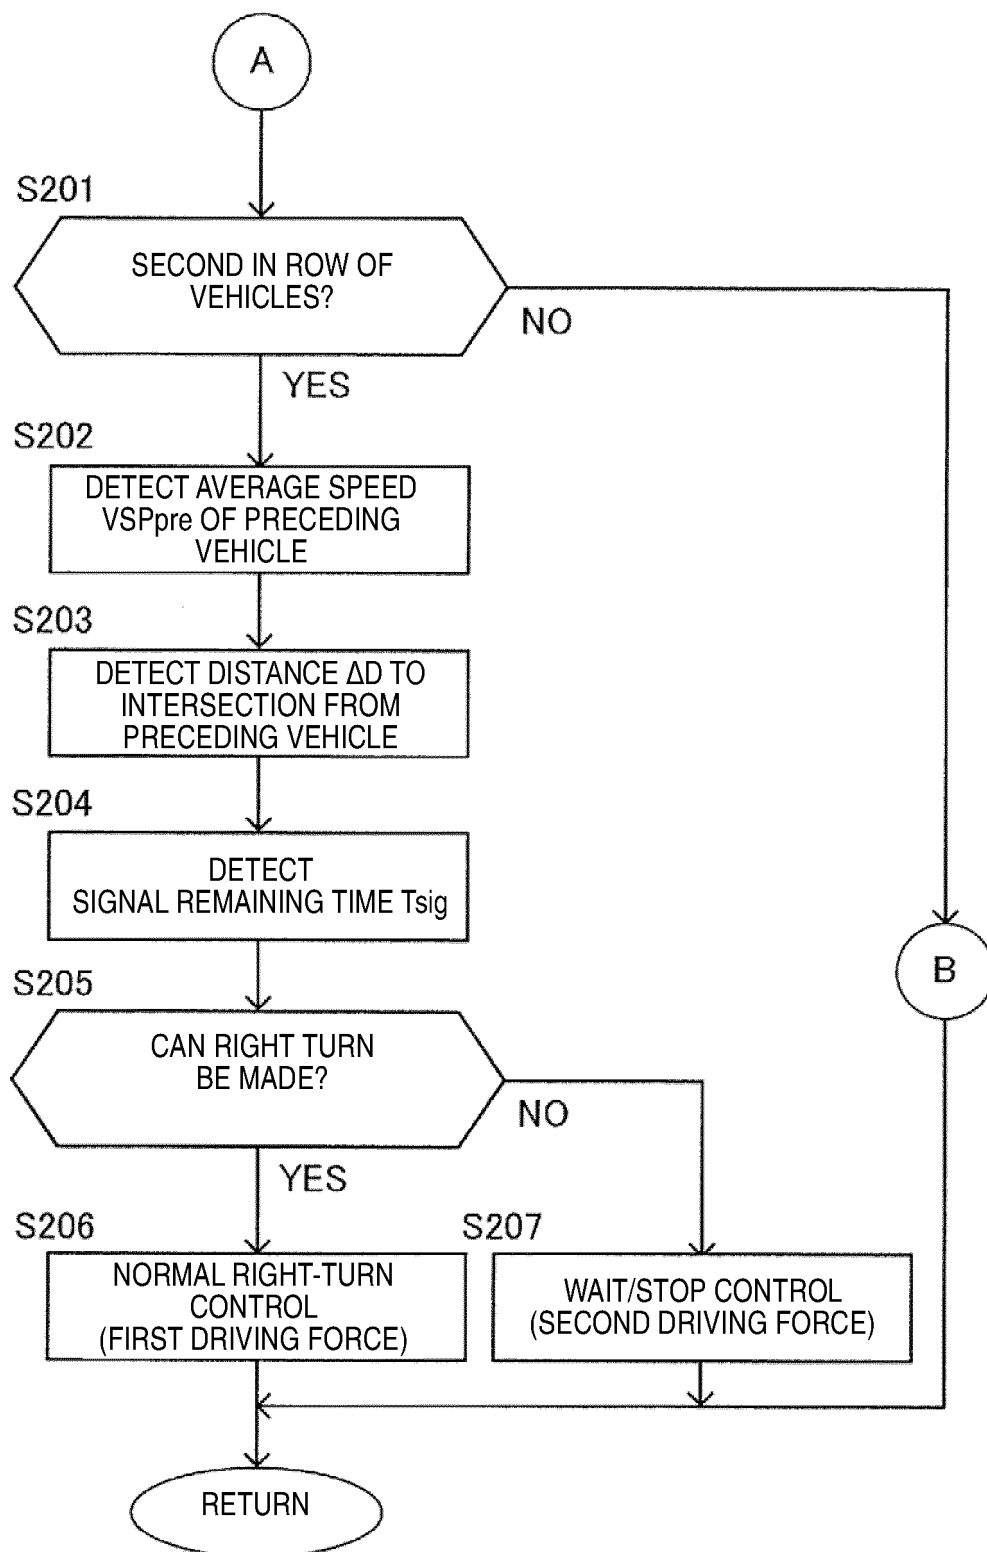 A
S201
SECOND IN ROW OF
VEHICLES?
NO
YES
S202
DETECT AVERAGE SPEED
VSPpre OF PRECEDING
VEHICLE
S203
DETECT DISTANCE ΔD TO
INTERSECTION FROM
PRECEDING VEHICLE
S204
DETECT
SIGNAL REMAINING TIME Tsig
B
S205
CAN RIGHT TURN
BE MADE?
NO
YES
S206
NORMAL RIGHT-TURN
CONTROL
(FIRST DRIVING FORCE)
S207
WAIT/STOP CONTROL
(SECOND DRIVING FORCE)
RETURN